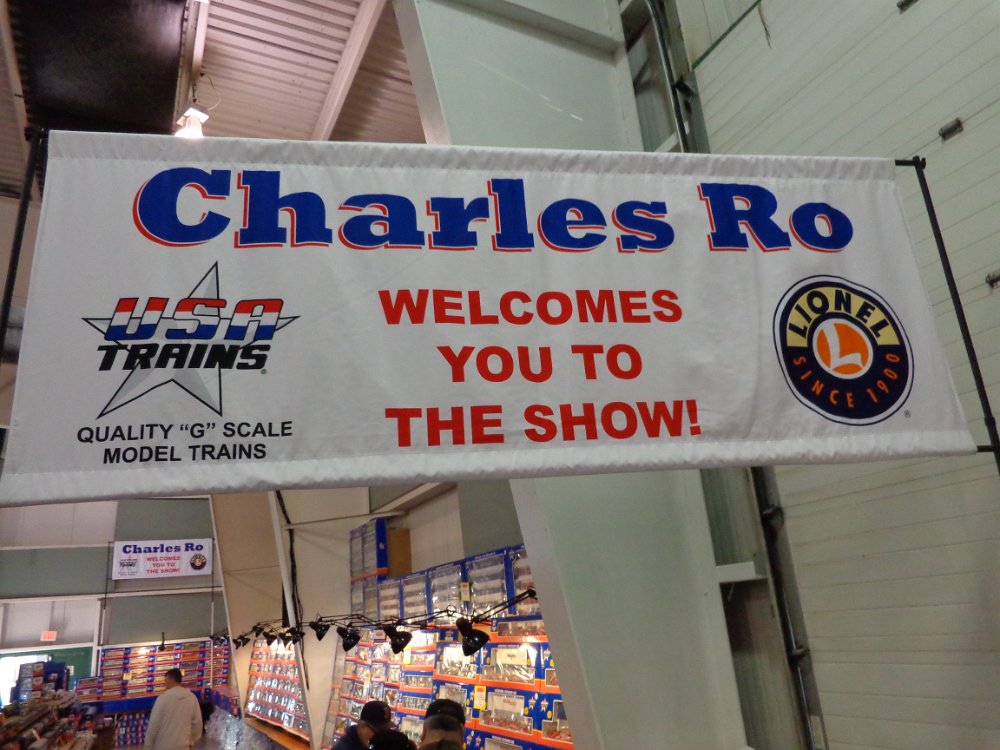 Charles Ro
USA
TRAINS
QUALITY "G" SCALE
MODEL TRAINS
WELCOMES
YOU TO
THE SHOW!
LIONEL
L
SINCE 1900
®
Charles Ro
WELCOMES
YOU TO
THE SHOW!
EXIT